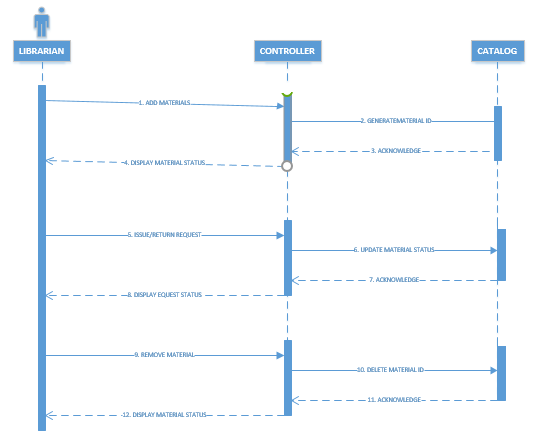 LIBRARIAN
CONTROLLER
CATALOG
1. ADD MATERIALS
2. GENERATEMATERIAL ID
3. ACKNOWLEDGE
4. DISPLAY MATERIAL STATUS
5. ISSUE/RETURN REQUEST
6. UPDATE MATERIAL STATUS
7. ACKNOWLEDGE
8. DISPLAY EQUEST STATUS
9. REMOVE MATERIAL
10. DELETE MATERIAL ID
11. ACKNOWLEDGE
12. DISPLAY MATERIAL STATUS